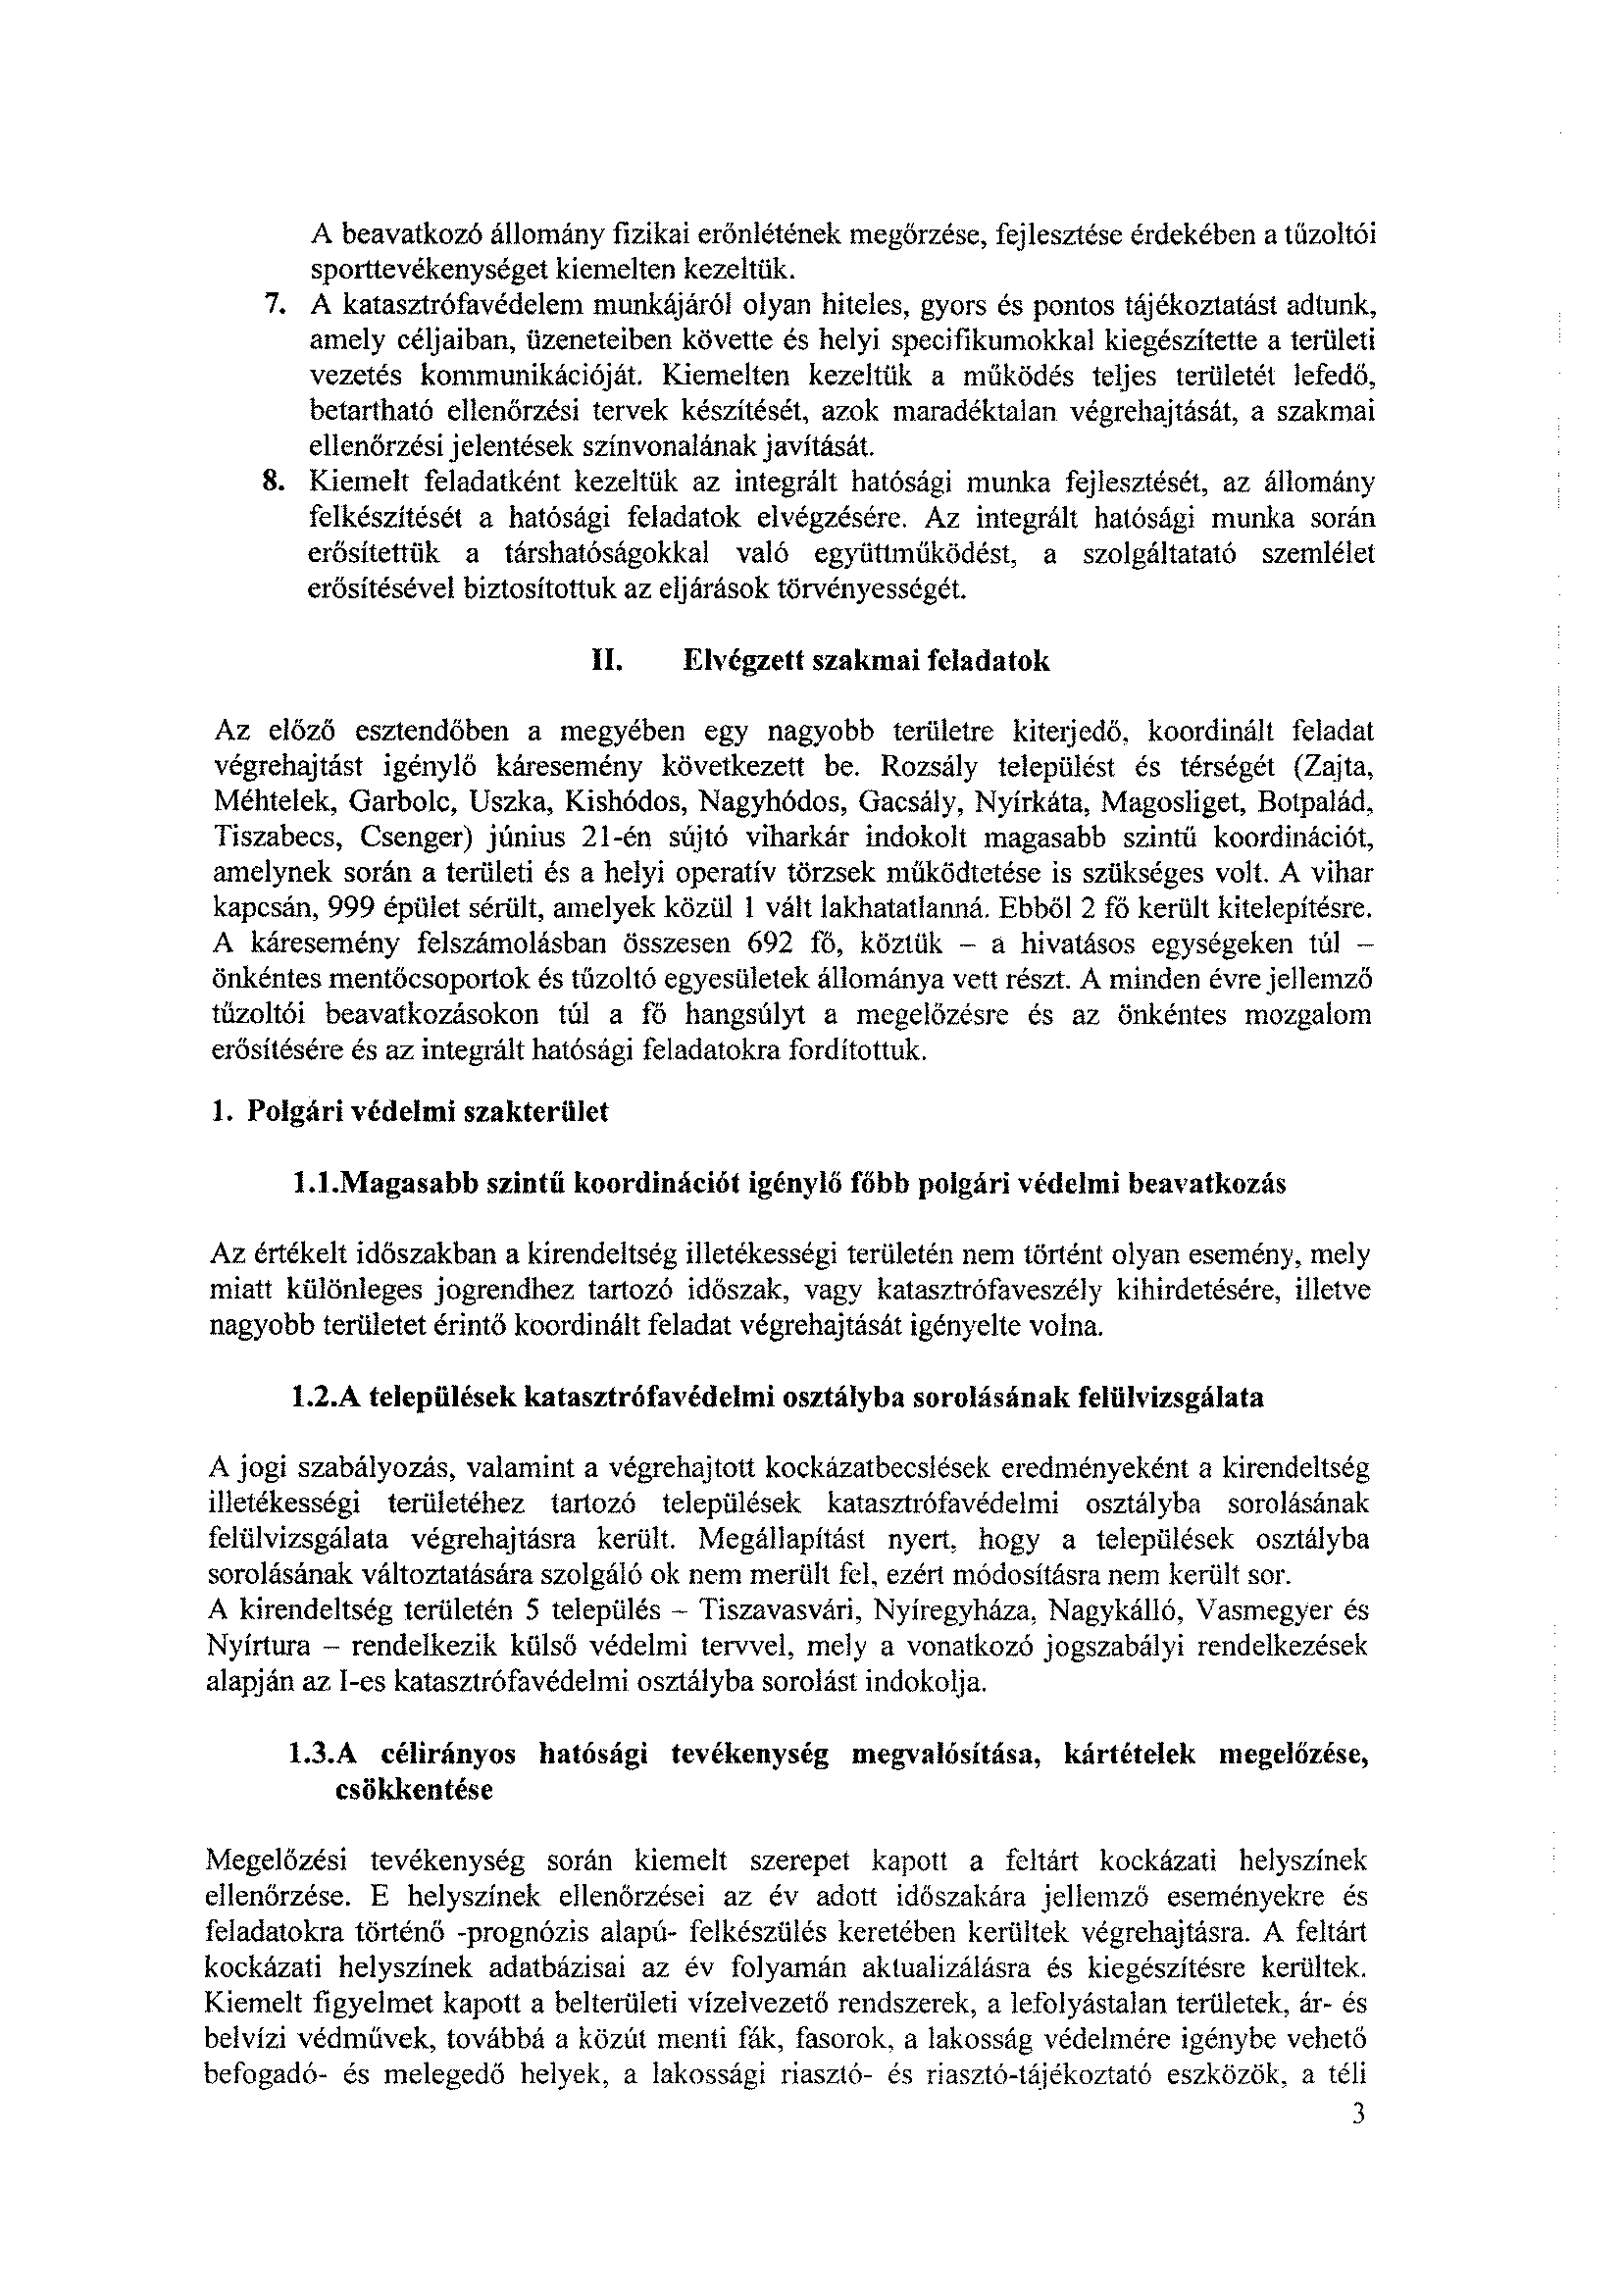 A beavatkozó állomány fizikai erőnlétének megőrzése, fejlesztése érdekében a tűzoltói
sporttevékenységet kiemelten kezeltük.
7. A katasztrófavédelem munkájáról olyan hiteles, gyors és pontos tájékoztatást adtunk,
amely céljaiban, üzeneteiben követte és helyi specifikumokkal kiegészítette a területi
vezetés kommunikációját. Kiemelten kezeltük a működés teljes területét lefedő,
betartható ellenőrzési tervek készítését, azok maradéktalan végrehajtását, a szakmai
ellenőrzési jelentések színvonalának javítását.
8. Kiemelt feladatként kezeltük az integrált hatósági munka fejlesztését, az állomány
felkészítését a hatósági feladatok elvégzésére. Az integrált hatósági munka során
erősítettük a társhatóságokkal való együttműködést, a szolgáltatató szemlélet
erősítésével biztosítottuk az eljárások törvényességét.
II. Elvégzett szakmai feladatok
Az előző esztendőben a megyében egy nagyobb területre kiterjedő, koordinált feladat
végrehajtást igénylő káresemény következett be. Rozsály települést és térségét (Zajta,
Méhtelek, Garbolc, Uszka, Kishódos, Nagyhódos, Gacsály, Nyírkáta, Magosliget, Botpalád,
Tiszabecs, Csenger) június 21-én sújtó viharkár indokolt magasabb szintű koordinációt,
amelynek során a területi és a helyi operatív törzsek működtetése is szükséges volt. A vihar
kapcsán, 999 épület sérült, amelyek közül 1 vált lakhatatlanná. Ebből 2 fő került kitelepítésre.
A káresemény felszámolásban összesen 692 fő, köztük – a hivatásos egységeken túl –
önkéntes mentőcsoportok és tűzoltó egyesületek állománya vett részt. A minden évre jellemző
tűzoltói beavatkozásokon túl a fő hangsúlyt a megelőzésre és az önkéntes mozgalom
erősítésére és az integrált hatósági feladatokra fordítottuk.
1. Polgári védelmi szakterület
1.1.Magasabb szintű koordinációt igénylő főbb polgári védelmi beavatkozás
Az értékelt időszakban a kirendeltség illetékességi területén nem történt olyan esemény, mely
miatt különleges jogrendhez tartozó időszak, vagy katasztrófaveszély kihirdetésére, illetve
nagyobb területet érintő koordinált feladat végrehajtását igényelte volna.
1.2.A települések katasztrófavédelmi osztályba sorolásának felülvizsgálata
A jogi szabályozás, valamint a végrehajtott kockázatbecslések eredményeként a kirendeltség
illetékességi területéhez tartozó települések katasztrófavédelmi osztályba sorolásának
felülvizsgálata végrehajtásra került. Megállapítást nyert, hogy a települések osztályba
sorolásának változtatására szolgáló ok nem merült fel, ezért módosításra nem került sor.
A kirendeltség területén 5 település – Tiszavasvári, Nyíregyháza, Nagykálló, Vasmegyer és
Nyírtura – rendelkezik külső védelmi tervvel, mely a vonatkozó jogszabályi rendelkezések
alapján az I-es katasztrófavédelmi osztályba sorolást indokolja.
1.3.A célirányos hatósági tevékenység megvalósítása, kártételek megelőzése,
csökkentése
Megelőzési tevékenység során kiemelt szerepet kapott a feltárt kockázati helyszínek
ellenőrzése. E helyszínek ellenőrzései az év adott időszakára jellemző eseményekre és
feladatokra történő -prognózis alapú- felkészülés keretében kerültek végrehajtásra. A feltárt
kockázati helyszínek adatbázisai az év folyamán aktualizálásra és kiegészítésre kerültek.
Kiemelt figyelmet kapott a belterületi vízelvezető rendszerek, a lefolyástalan területek, ár- és
belvízi védművek, továbbá a közút menti fák, fasorok, a lakosság védelmére igénybe vehető
befogadó- és melegedő helyek, a lakossági riasztó- és riasztó-tájékoztató eszközök, a téli
3